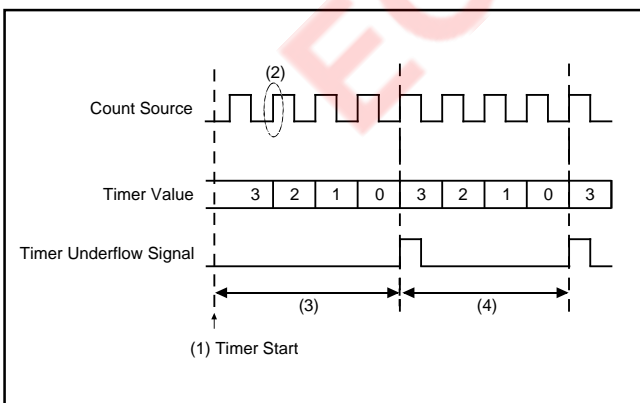 EC
(2)
Count Source
Timer Value 3 2 1 0 3 2 1 0 3
Timer Underflow Signal
(3) (4)
(1) Timer Start